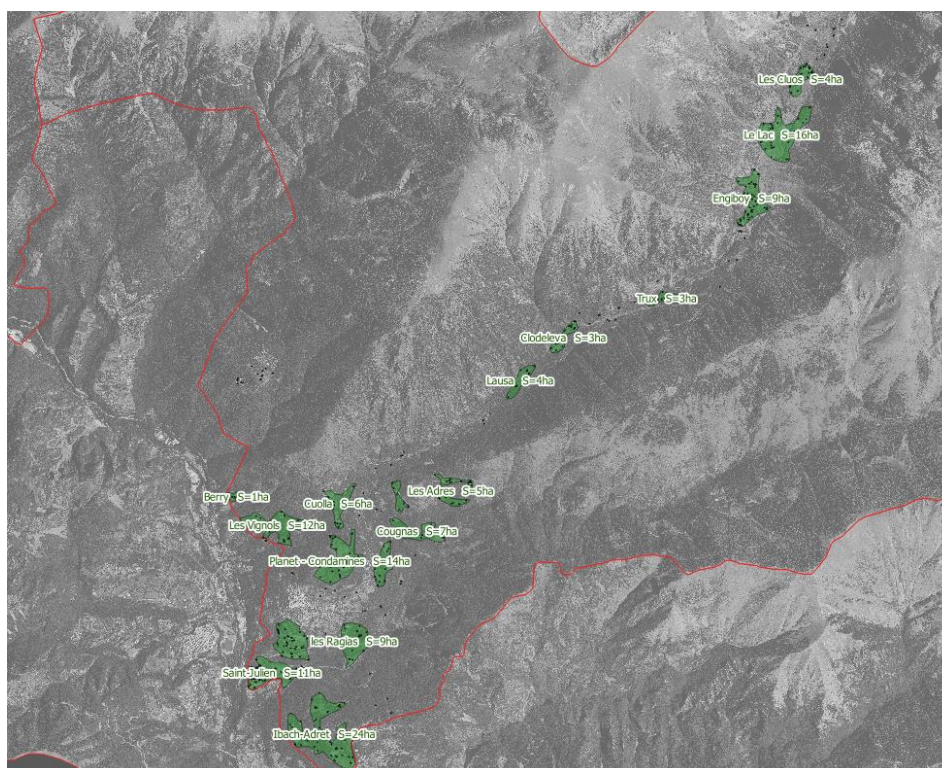 Les Cluos S=4ha
Le Lac S=16ha
Engiboy S=9ha
Trux S=3ha
Clodeleva S=3ha
Lausa S=4ha
Les Adres S=5ha
Berry S=1ha
Cuolla S=6ha
Les Vignols S=12ha
Cougnas S=7ha
Planet - Condamines S=14ha
les Ragias S=9ha
Saint-Julien S=11ha
Ibach-Adret S=24ha